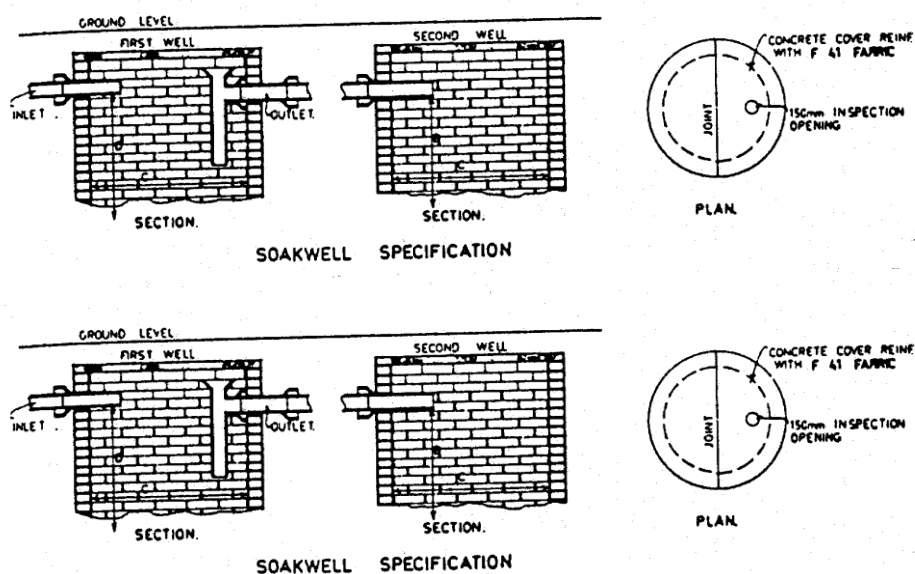 GROUND LEVEL
FIRST WELL
SECOND WELL
INLET
OUTLET.
d
C
C
SECTION.
SECTION.
CONCRETE COVER REINF.
WITH F 41 FABRIC
JOINT
150mm INSPECTION
OPENING
PLAN.
SOAKWELL SPECIFICATION
GROUND LEVEL
FIRST WELL
SECOND WELL
INLET
OUTLET.
d
C
C
SECTION.
SECTION.
CONCRETE COVER REINF.
WITH F 41 FABRIC
JOINT
150mm INSPECTION
OPENING
PLAN.
SOAKWELL SPECIFICATION